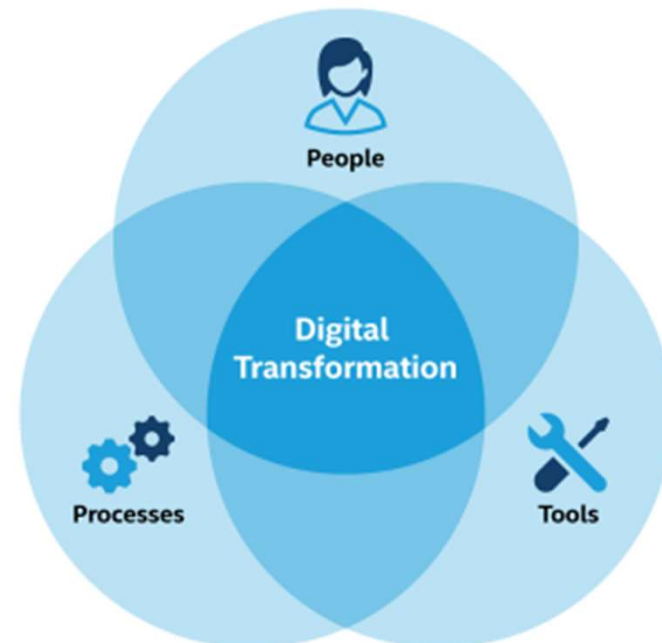 People
Digital
Transformation
Processes
Tools